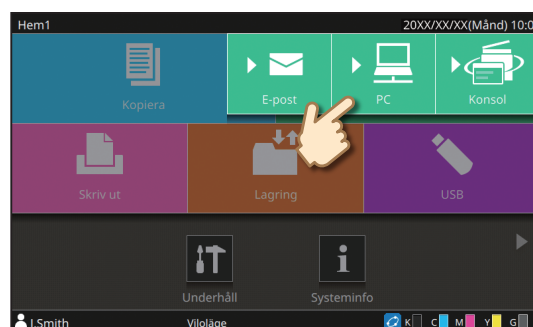 Hem1 20XX/XX/XX(Månd) 10:0
Kopiera E-post PC Konsol
Skriv ut Lagring USB
Underhåll Systeminfo
J.Smith Viloläge K C M Y G